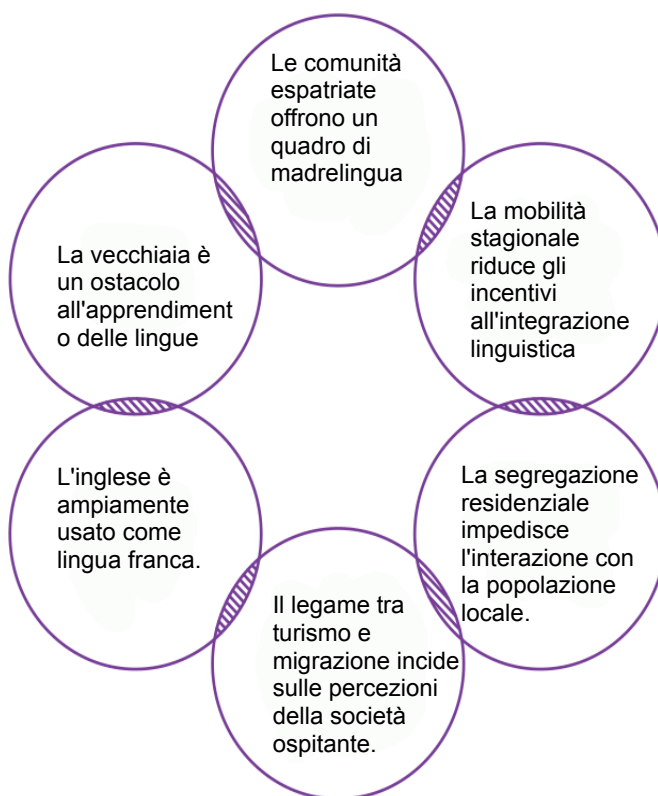 Le comunità
espatriate
offrono un
quadro di
madrelingua
La mobilità
stagionale
riduce gli
incentivi
all'integrazione
linguistica
La segregazione
residenziale
impedisce
l'interazione con
la popolazione
locale.
Il legame tra
turismo e
migrazione incide
sulle percezioni
della società
ospitante.
L'inglese è
ampiamente
usato come
lingua franca.
La vecchiaia è
un ostacolo
all'apprendiment
o delle lingue